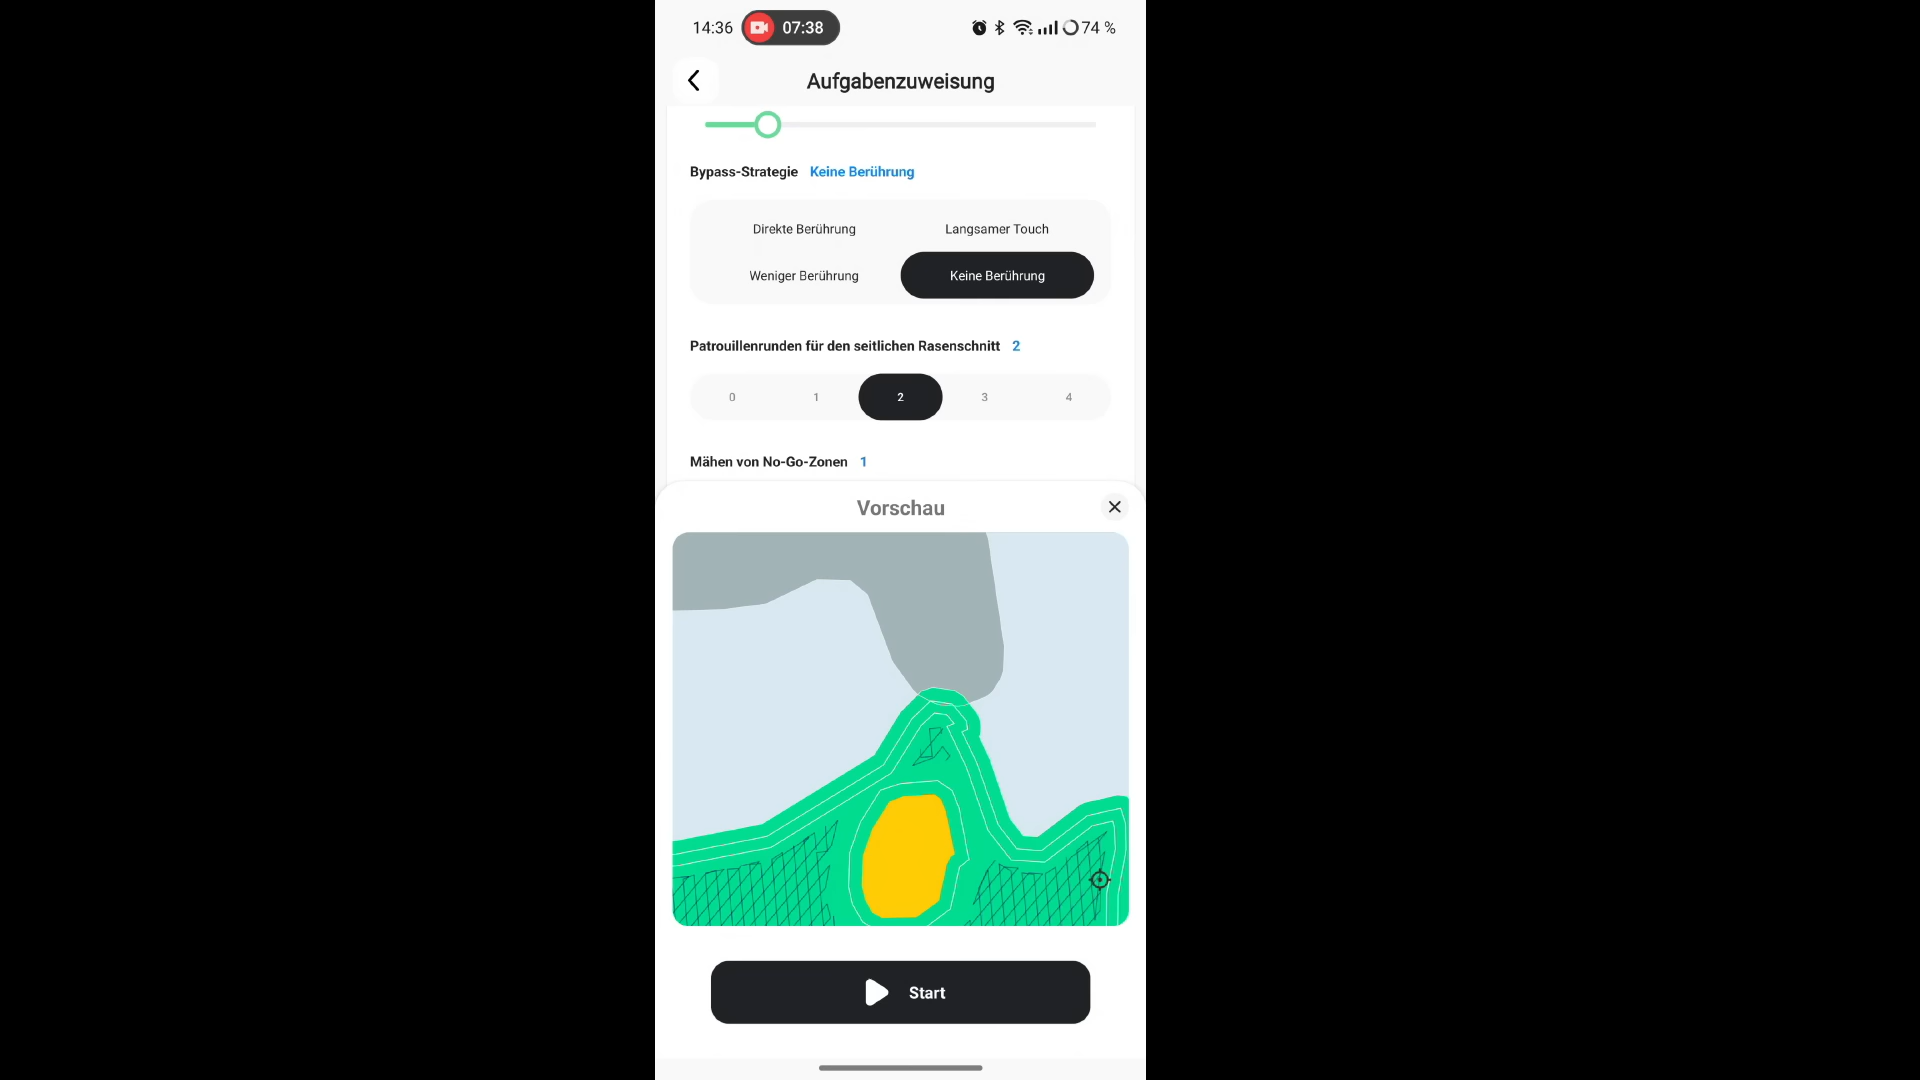 14:36 07:38 74 %
Aufgabenzuweisung
Bypass-Strategie Keine Berührung
Direkte Berührung Langsamer Touch
Weniger Berührung Keine Berührung
Patrouillenrunden für den seitlichen Rasenschnitt 2
0 1 2 3 4
Mähen von No-Go-Zonen 1
Vorschau
Start